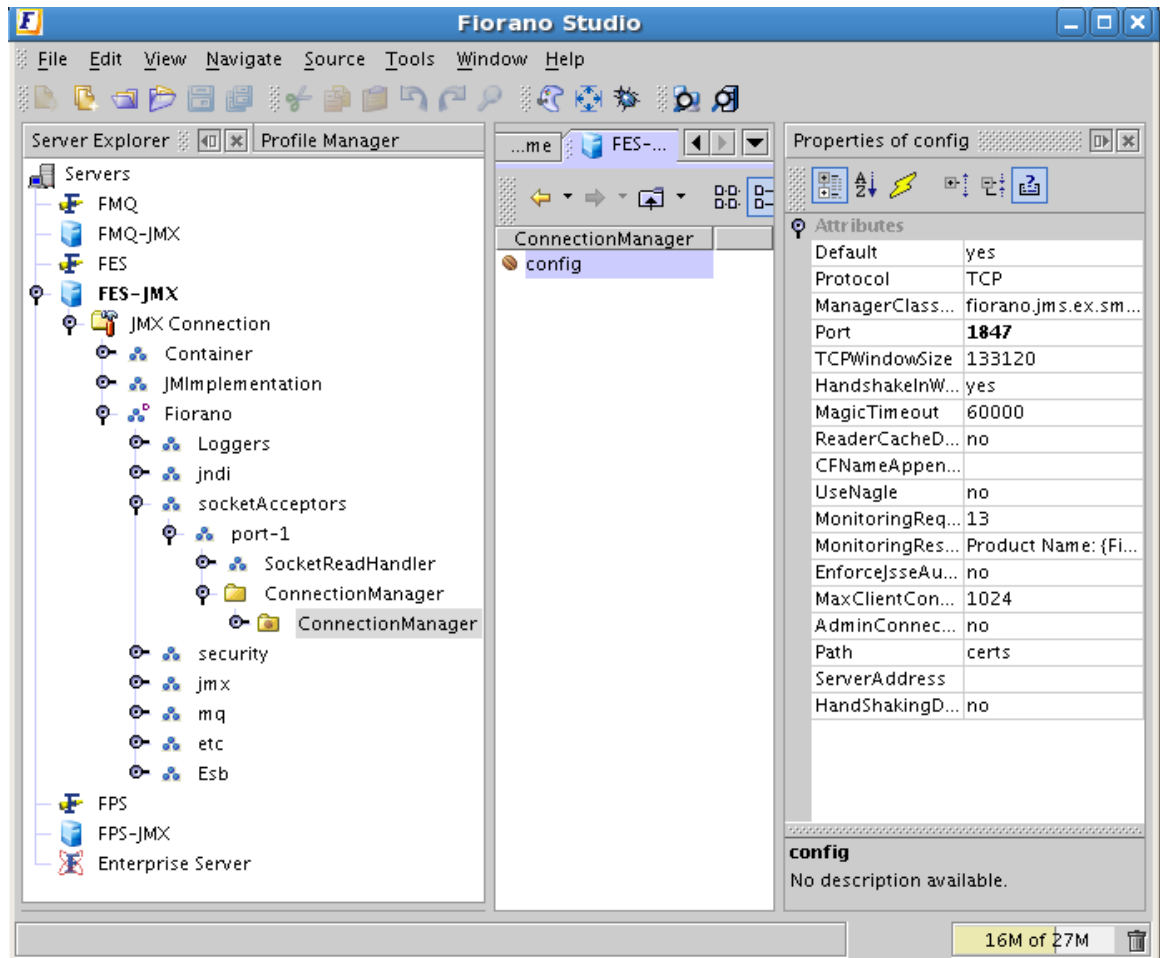 Fiorano Studio
File Edit View Navigate Source Tools Window Help
Server Explorer Profile Manager
Servers
FMQ
FMQ-JMX
FES
FES-JMX
JMX Connection
Container
JMImplementation
Fiorano
Loggers
jndi
socketAcceptors
port-1
SocketReadHandler
ConnectionManager
ConnectionManager
security
jmx
mq
etc
Esb
FPS
FPS-JMX
Enterprise Server
...me FES-...
ConnectionManager
config
Properties of config
Attributes
Default yes
Protocol TCP
ManagerClass... fiorano.jms.ex.sm...
Port 1847
TCPWindowSize 133120
HandshakeInW... yes
MagicTimeout 60000
ReaderCacheD... no
CFNameAppen...
UseNagle no
MonitoringReq... 13
MonitoringRes... Product Name: {Fi...
EnforceJsseAu... no
MaxClientCon... 1024
AdminConnec... no
Path certs
ServerAddress
HandShakingD... no
config
No description available.
16M of 27M